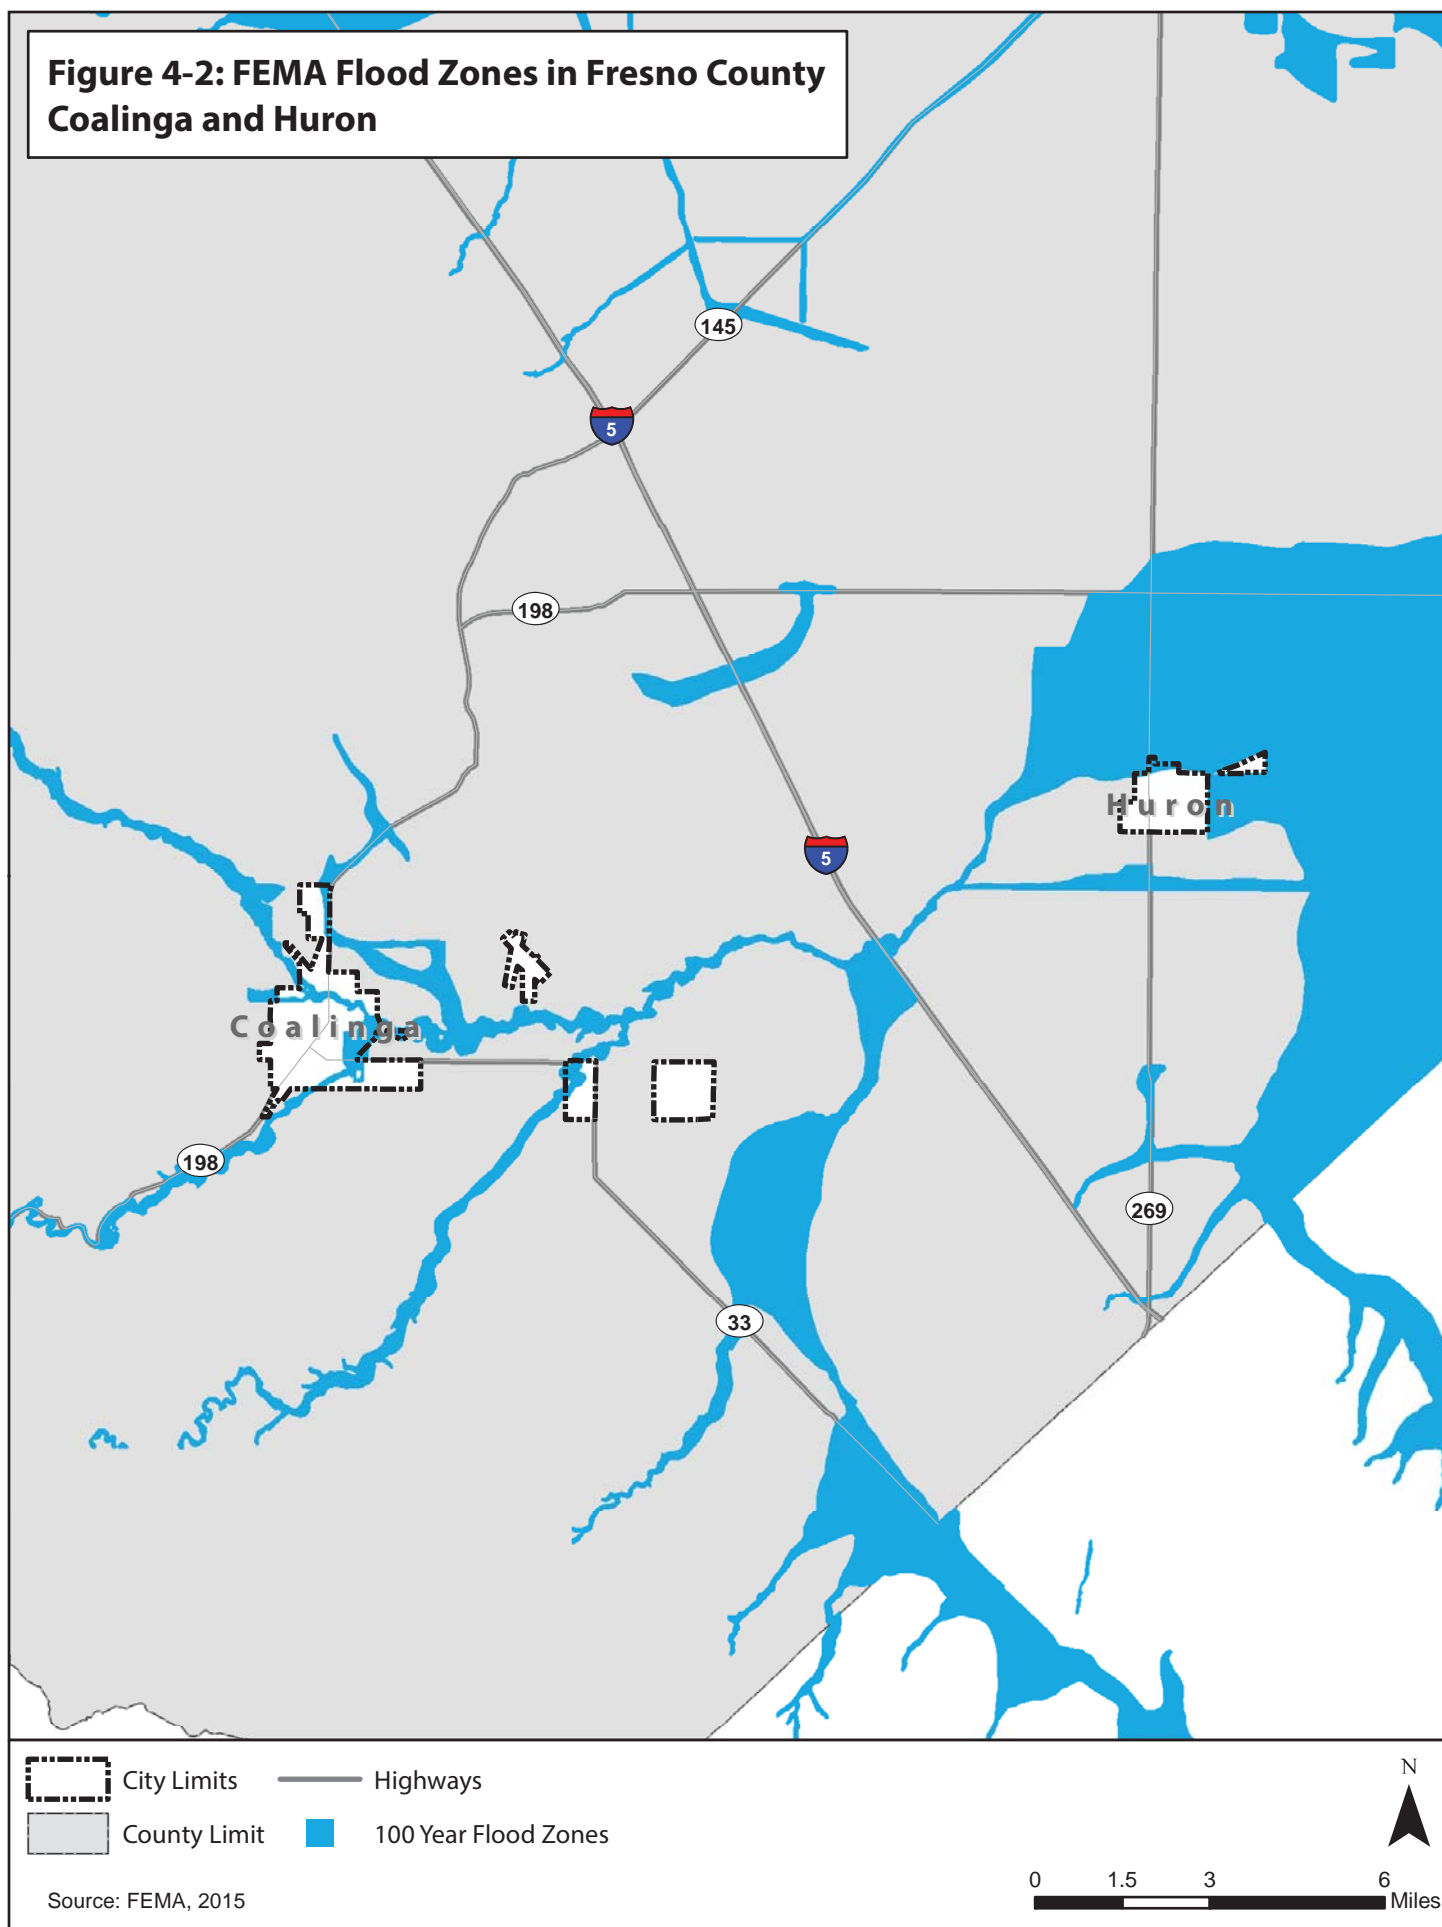 Figure 4-2: FEMA Flood Zones in Fresno County
Coalinga and Huron
145
5
198
Huron
5
Coalinga
198
269
33
City Limits
Highways
County Limit
100 Year Flood Zones
Source: FEMA, 2015
N
0 1.5 3 6
Miles